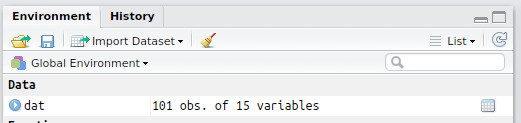 Environment History
Import Dataset List
Global Environment
Data
dat 101 obs. of 15 variables